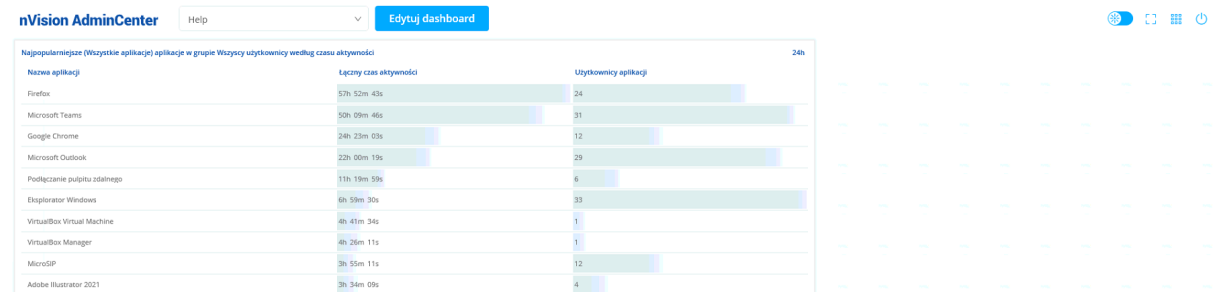 nVision AdminCenter Help Edytuj dashboard
Najpopularniejsze (Wszystkie aplikacje) aplikacje w grupie Wszyscy użytkownicy według czasu aktywności 24h
Nazwa aplikacji Łączny czas aktywności Użytkownicy aplikacji
Firefox 57h 52m 43s 24
Microsoft Teams 50h 09m 46s 31
Google Chrome 24h 23m 03s 12
Microsoft Outlook 22h 00m 19s 29
Podłączanie pulpitu zdalnego 11h 19m 59s 6
Eksplorator Windows 6h 59m 30s 33
VirtualBox Virtual Machine 4h 41m 34s 1
VirtualBox Manager 4h 26m 11s 1
MicroSIP 3h 55m 11s 12
Adobe Illustrator 2021 3h 34m 09s 4